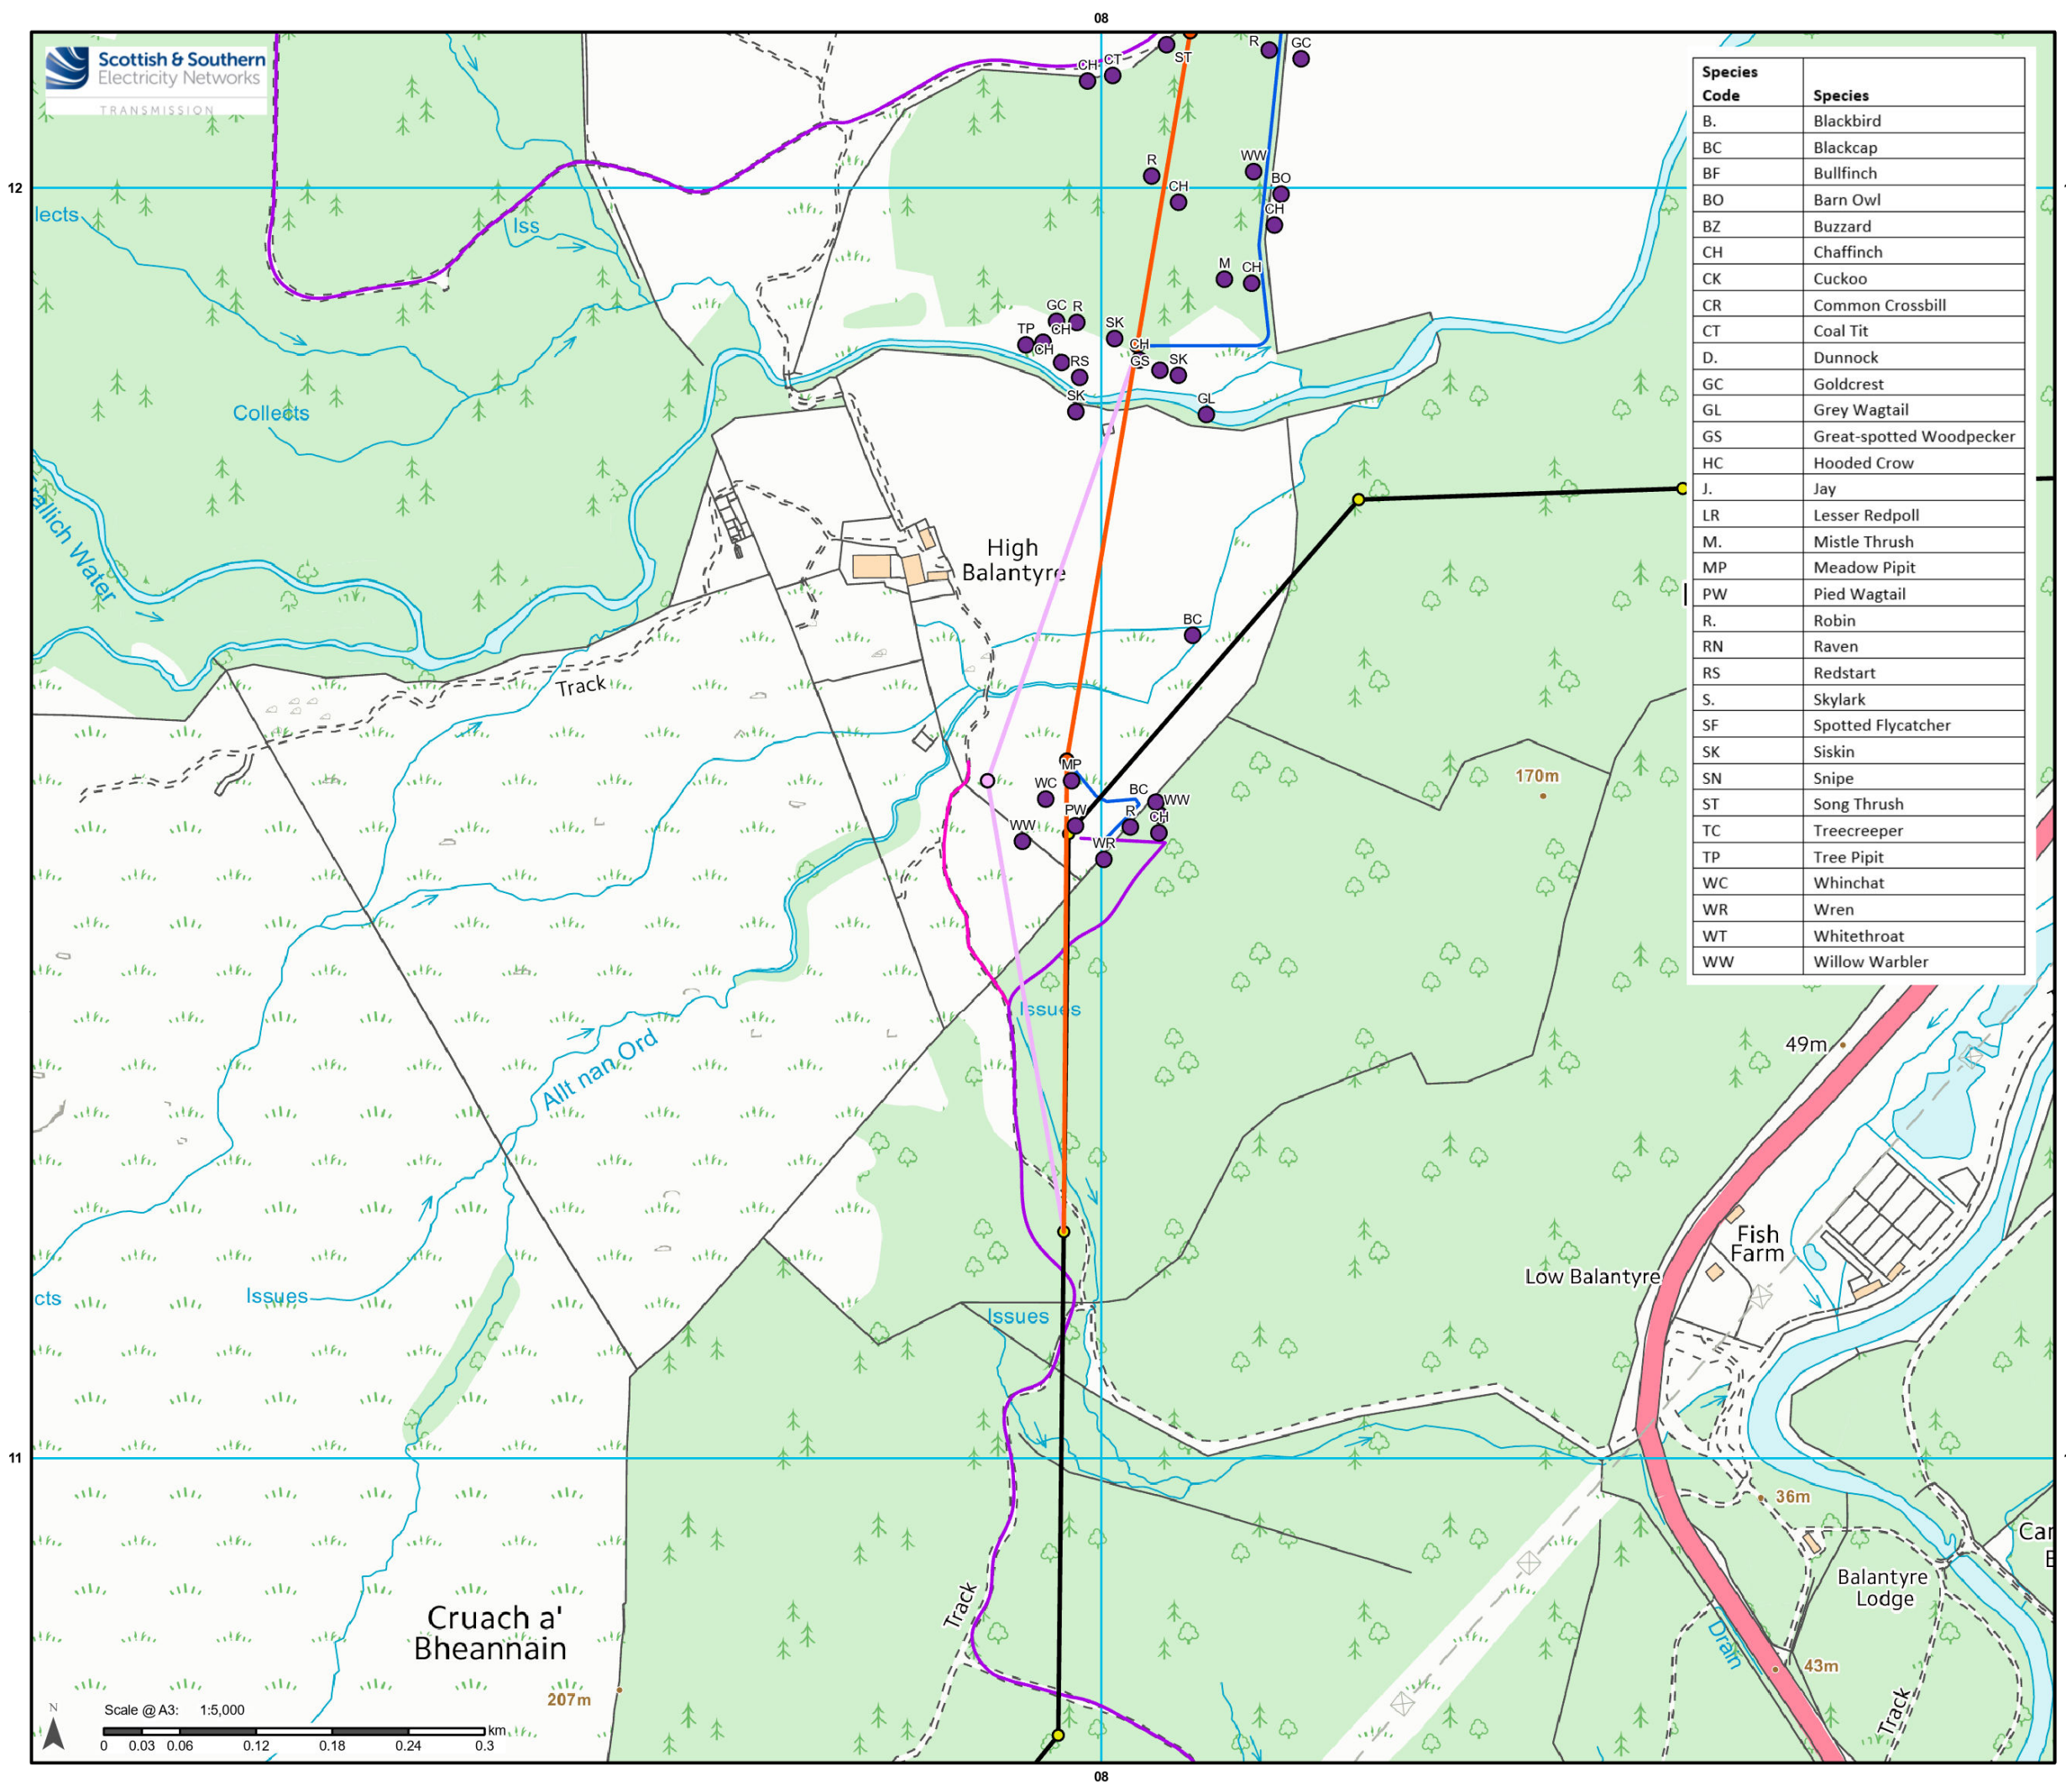 08
Scottish & Southern
Electricity Networks
TRANSMISSION
ST
R
GC
CH
CT
Species
Code
Species
B.
Blackbird
BC
Blackcap
BF
Bullfinch
BO
Barn Owl
BZ
Buzzard
CH
Chaffinch
CK
Cuckoo
CR
Common Crossbill
CT
Coal Tit
D.
Dunnock
GC
Goldcrest
GL
Grey Wagtail
GS
Great-spotted Woodpecker
HC
Hooded Crow
J.
Jay
LR
Lesser Redpoll
M.
Mistle Thrush
MP
Meadow Pipit
PW
Pied Wagtail
R.
Robin
RN
Raven
RS
Redstart
S.
Skylark
SF
Spotted Flycatcher
SK
Siskin
SN
Snipe
ST
Song Thrush
TC
Treecreeper
TP
Tree Pipit
WC
Whinchat
WR
Wren
WT
Whitethroat
WW
Willow Warbler
R
WW
CH
BO
CH
12
lects
Iss
M
CH
GC
R
TP
CH
SK
CH
CH
RS
GS
SK
SK
GL
Collects
allich Water
High
Balantyre
BC
Track
MP
WC
BC
WW
PW
R
CH
WW
WR
170m
Issues
49m
Allt nan Ord
Fish
Farm
Low Balantyre
cts
Issues
Issues
11
36m
Car
Balantyre
Lodge
Track
Cruach a'
Bheannain
Drain
43m
207m
Track
N
Scale @ A3: 1:5,000
km
0 0.03 0.06 0.12 0.18 0.24 0.3
08